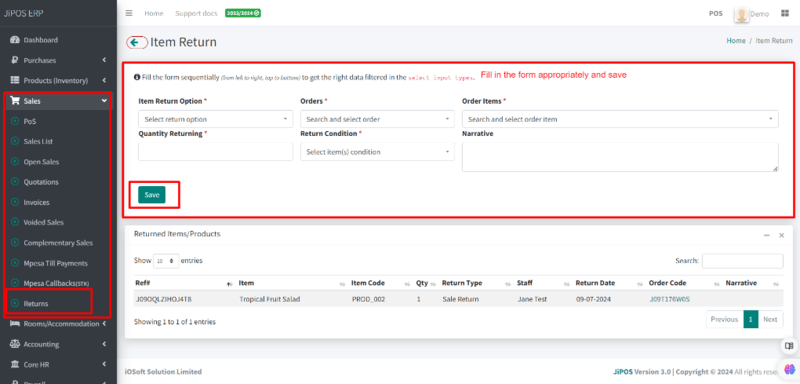 JiPOS ERP
Home Support docs 2023/2024 POS Demo
Dashboard
Purchases
Products (Inventory)
Sales
PoS
Sales List
Open Sales
Quotations
Invoices
Voided Sales
Complementary Sales
Mpesa Till Payments
Mpesa Callbacks(STK)
Returns
Rooms/Accommodation
Accounting
Core HR
Payroll
Item Return
Home / Item Return
Fill the form sequentially (from left to right, top to bottom) to get the right data filtered in the select input types. Fill in the form appropriately and save
Item Return Option * Orders * Order Items *
Select return option Search and select order Search and select order item
Quantity Returning * Return Condition * Narrative
Select item(s) condition
Save
Returned Items/Products
Show 10 entries Search:
Ref# Item Item Code Qty Return Type Staff Return Date Order Code Narrative
Tropical Fruit Salad PROD_002 1 Sale Return Jane Test 09-07-2024 J09T176W0S
Showing 1 to 1 of 1 entries Previous 1 Next
iOSoft Solution Limited JiPOS Version 3.0 | Copyright © 2024 All rights